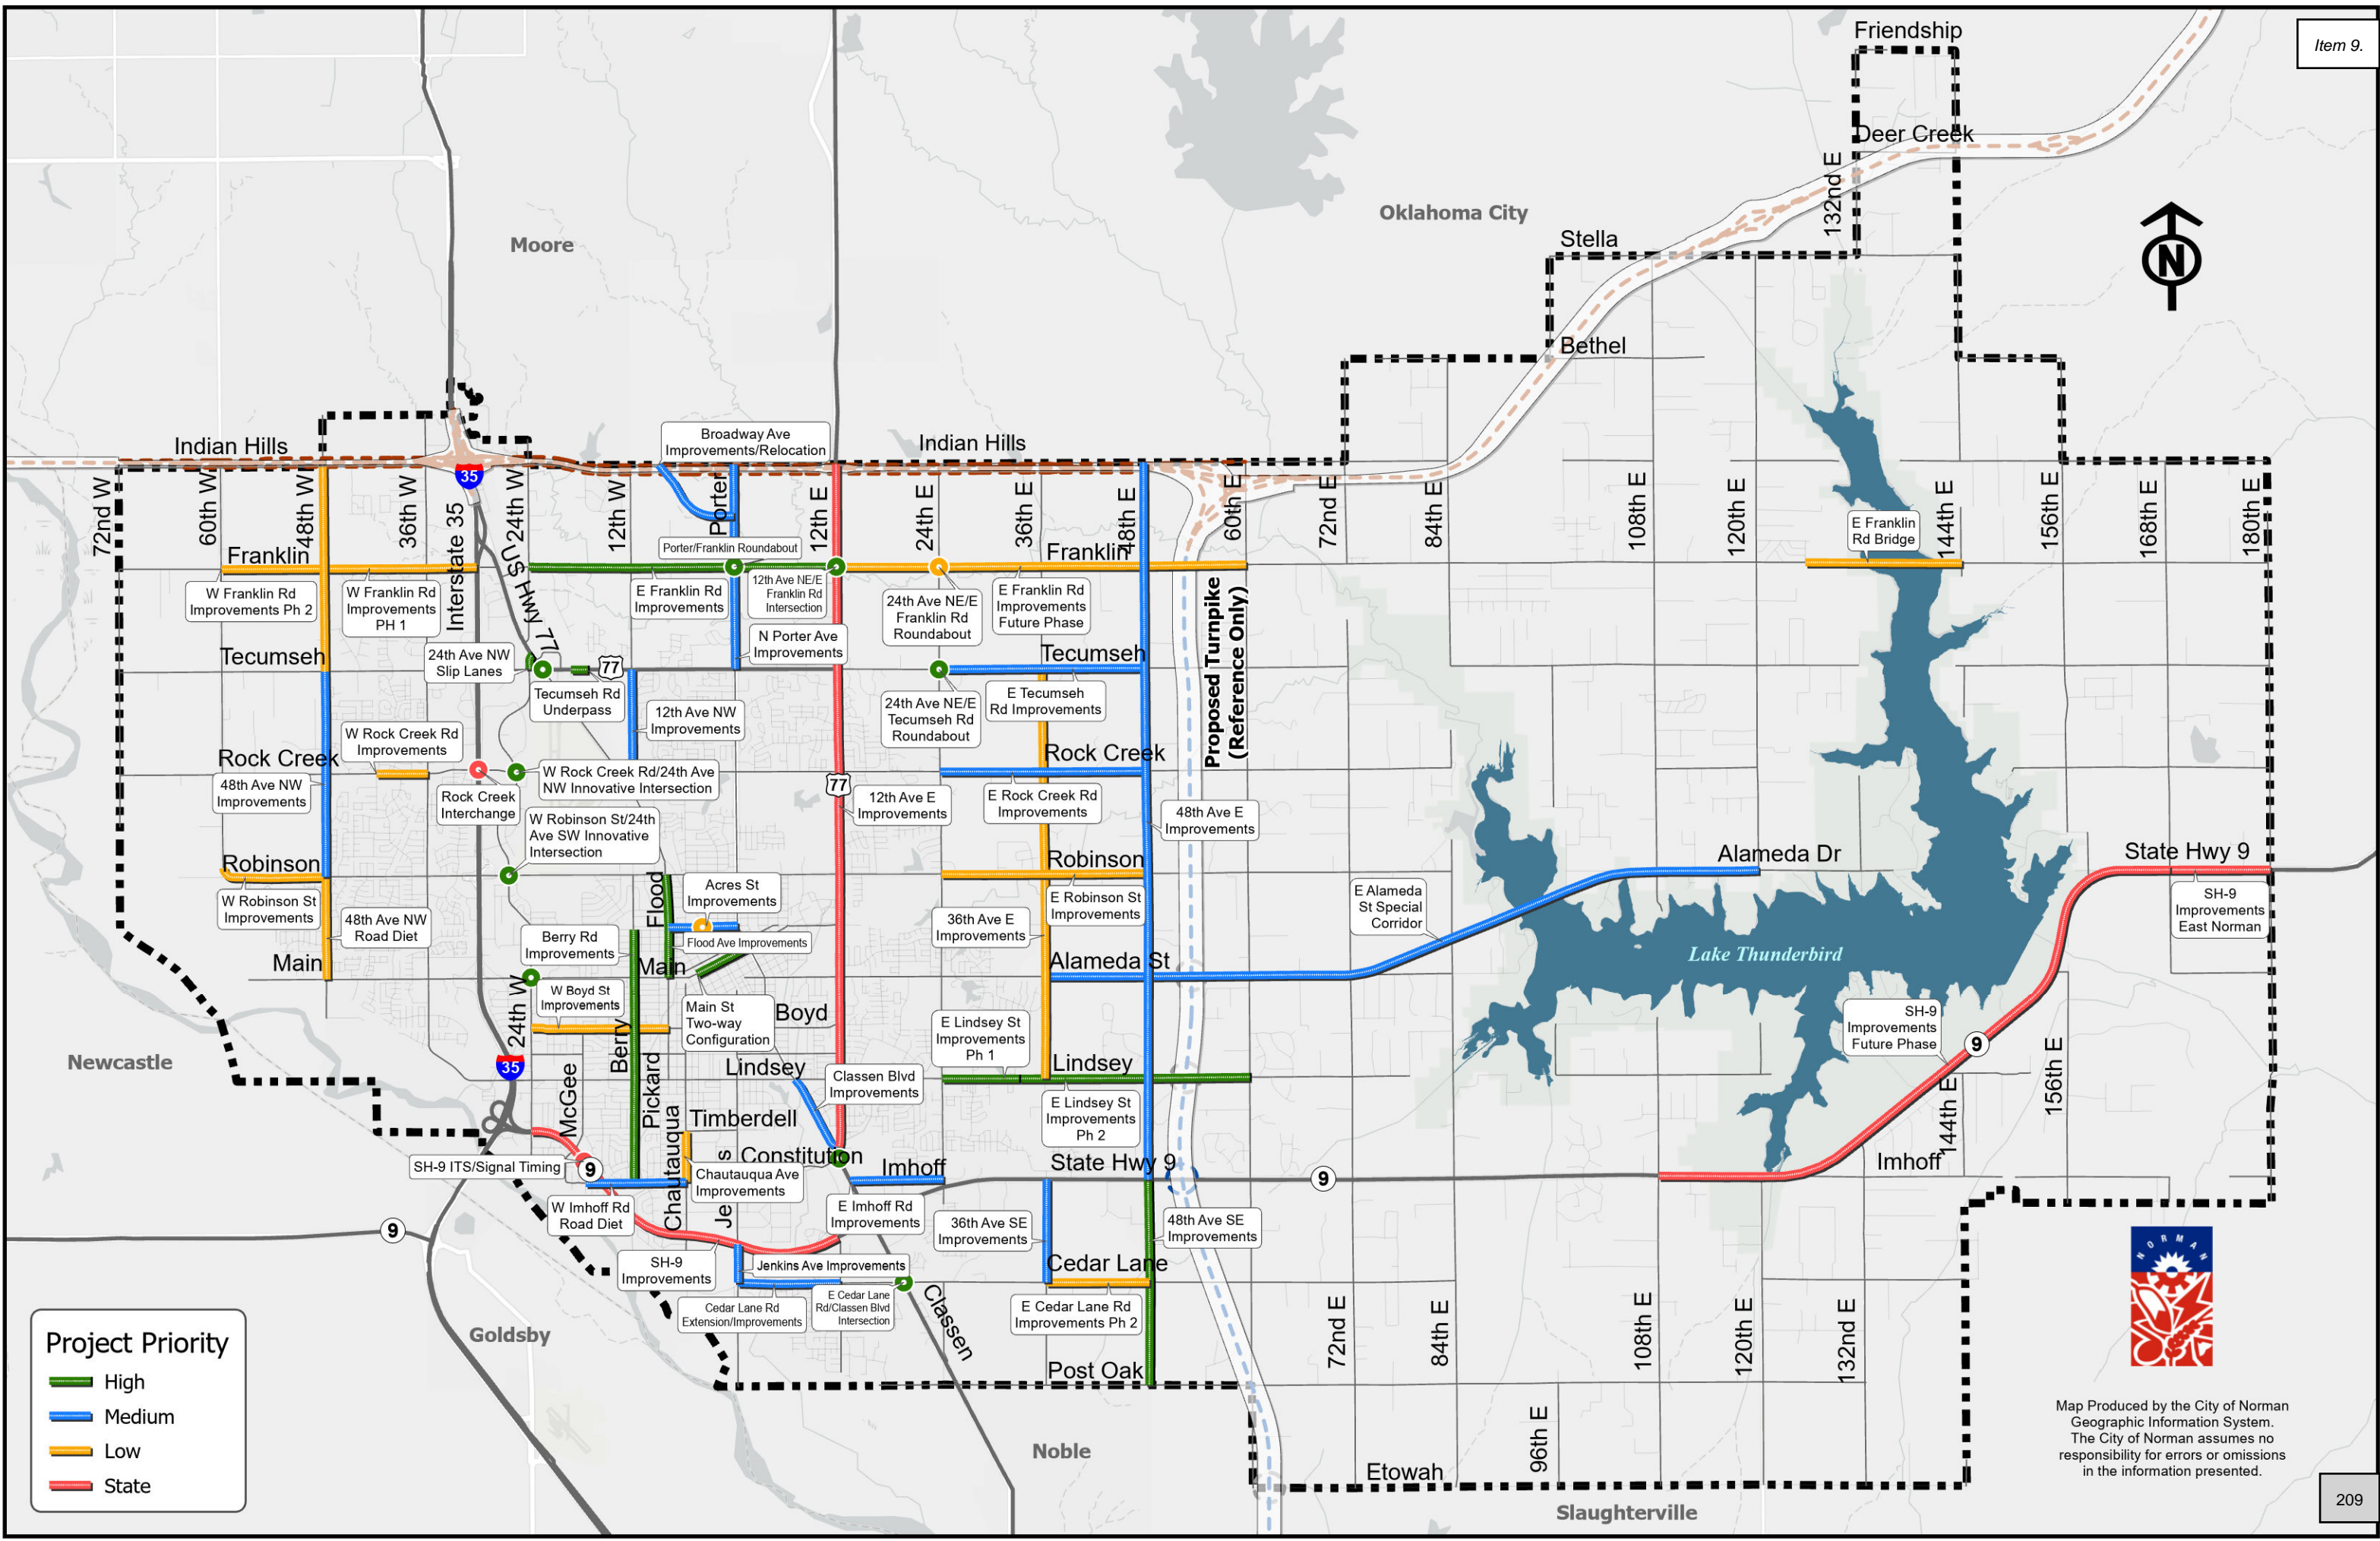 Item 9.
Friendship
Deer Creek
132nd E
Oklahoma City
Stella
Moore
Bethel
Indian Hills
Indian Hills
Broadway Ave
Improvements/Relocation
35
72nd W
60th W
48th W
36th W
Interstate 35
24th W
US Hwy 77
12th W
Porter
12th E
24th E
36th E
48th E
60th E
72nd E
84th E
108th E
120th E
144th E
156th E
168th E
180th E
E Franklin
Rd Bridge
Franklin
Franklin
Porter/Franklin Roundabout
W Franklin Rd
Improvements Ph 2
W Franklin Rd
Improvements
PH 1
E Franklin Rd
Improvements
12th Ave NE/E
Franklin Rd
Intersection
24th Ave NE/E
Franklin Rd
Roundabout
E Franklin Rd
Improvements
Future Phase
Proposed Turnpike
(Reference Only)
N Porter Ave
Improvements
Tecumseh
Tecumseh
24th Ave NW
Slip Lanes
77
Tecumseh Rd
Underpass
12th Ave NW
Improvements
24th Ave NE/E
Tecumseh Rd
Roundabout
E Tecumseh
Rd Improvements
W Rock Creek Rd
Improvements
Rock Creek
Rock Creek
48th Ave NW
Improvements
Rock Creek
Interchange
W Rock Creek Rd/24th Ave
NW Innovative Intersection
77
12th Ave E
Improvements
E Rock Creek Rd
Improvements
48th Ave E
Improvements
W Robinson St/24th
Ave SW Innovative
Intersection
Robinson
Robinson
Alameda Dr
State Hwy 9
W Robinson St
Improvements
48th Ave NW
Road Diet
Flood
Acres St
Improvements
E Robinson St
Improvements
36th Ave E
Improvements
E Alameda
St Special
Corridor
SH-9
Improvements
East Norman
Berry Rd
Improvements
Flood Ave Improvements
Lake Thunderbird
Main
Main
Alameda St
24th W
W Boyd St
Improvements
Main St
Two-way
Configuration
Boyd
E Lindsey St
Improvements
Ph 1
SH-9
Improvements
Future Phase
9
Newcastle
35
McGee
Berry
Pickard
Lindsey
Lindsey
Classen Blvd
Improvements
156th E
144th E
Timberdell
Chautauqua
E Lindsey St
Improvements
Ph 2
SH-9 ITS/Signal Timing
9
Constitution
Imhoff
State Hwy 9
9
Imhoff
Chautauqua Ave
Improvements
W Imhoff Rd
Road Diet
Je
s
E Imhoff Rd
Improvements
36th Ave SE
Improvements
48th Ave SE
Improvements
9
SH-9
Improvements
Jenkins Ave Improvements
Cedar Lane
Cedar Lane Rd
Extension/Improvements
E Cedar Lane
Rd/Classen Blvd
Intersection
Classen
E Cedar Lane Rd
Improvements Ph 2
72nd E
84th E
108th E
120th E
132nd E
NORMAN
Goldsby
Post Oak
Project Priority
High
Medium
Low
State
Noble
96th E
Etowah
Slaughterville
Map Produced by the City of Norman
Geographic Information System.
The City of Norman assumes no
responsibility for errors or omissions
in the information presented.
209
N